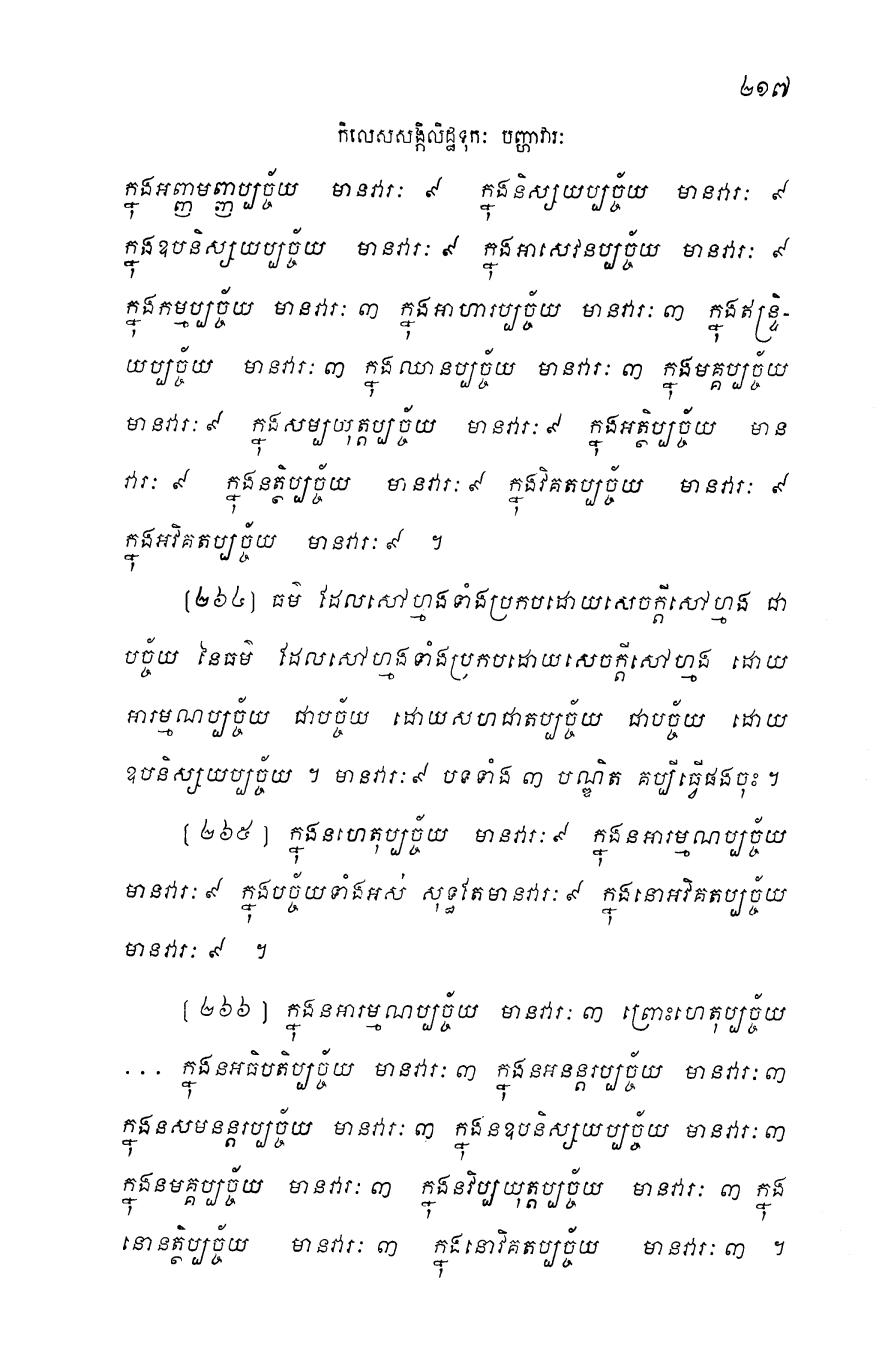 ២១៧
កិលេសសង្កិលិដ្ឋទុកៈ បញ្ហាវារៈ
ក្នុងអញ្ញមញ្ញប្បច្ច័យ មានវារៈ ៩ ក្នុងនិស្សយប្បច្ច័យ មានវារៈ ៩
ក្នុងឧបនិស្សយប្បច្ច័យ មានវារៈ ៩ ក្នុងអាសេវនប្បច្ច័យ មានវារៈ ៩
ក្នុងកម្មប្បច្ច័យ មានវារៈ ៣ ក្នុងអាហារប្បច្ច័យ មានវារៈ ៣ ក្នុងឥន្ទ្រិ-
យប្បច្ច័យ មានវារៈ ៣ ក្នុងឈានប្បច្ច័យ មានវារៈ ៣ ក្នុងមគ្គប្បច្ច័យ
មានវារៈ ៩ ក្នុងសម្បយុត្តប្បច្ច័យ មានវារៈ ៩ ក្នុងអត្ថិប្បច្ច័យ មាន
វារៈ ៩ ក្នុងនត្ថិប្បច្ច័យ មានវារៈ ៩ ក្នុងវិគតប្បច្ច័យ មានវារៈ ៩
ក្នុងអវិគតប្បច្ច័យ មានវារៈ ៩ ។
[២៦៤] ធម៌ ដែលសៅហ្មងទាំងប្រកបដោយសេចក្តីសៅហ្មង ជា
បច្ច័យ នៃធម៌ ដែលសៅហ្មងទាំងប្រកបដោយសេចក្តីសៅហ្មង ដោយ
អារម្មណប្បច្ច័យ ជាបច្ច័យ ដោយសហជាតប្បច្ច័យ ជាបច្ច័យ ដោយ
ឧបនិស្សយប្បច្ច័យ ។ មានវារៈ ៩ បទទាំង ៣ បណ្ឌិត គប្បីធ្វើផងចុះ ។
[ ២៦៥ ] ក្នុងនហេតុប្បច្ច័យ មានវារៈ ៩ ក្នុងនអារម្មណប្បច្ច័យ
មានវារៈ ៩ ក្នុងបច្ច័យទាំងអស់ សុទ្ធតែមានវារៈ ៩ ក្នុងនោអវិគតប្បច្ច័យ
មានវារៈ ៩ ។
[ ២៦៦ ] ក្នុងនអារម្មណប្បច្ច័យ មានវារៈ ៣ ព្រោះហេតុប្បច្ច័យ
... ក្នុងនអធិបតិប្បច្ច័យ មានវារៈ ៣ ក្នុងនអនន្តរប្បច្ច័យ មានវារៈ ៣
ក្នុងនសមនន្តរប្បច្ច័យ មានវារៈ ៣ ក្នុងនឧបនិស្សយប្បច្ច័យ មានវារៈ ៣
ក្នុងនមគ្គប្បច្ច័យ មានវារៈ ៣ ក្នុងនវិប្បយុត្តប្បច្ច័យ មានវារៈ ៣ ក្នុង
នោនត្ថិប្បច្ច័យ មានវារៈ ៣ ក្នុងនោវិគតប្បច្ច័យ មានវារៈ ៣ ។